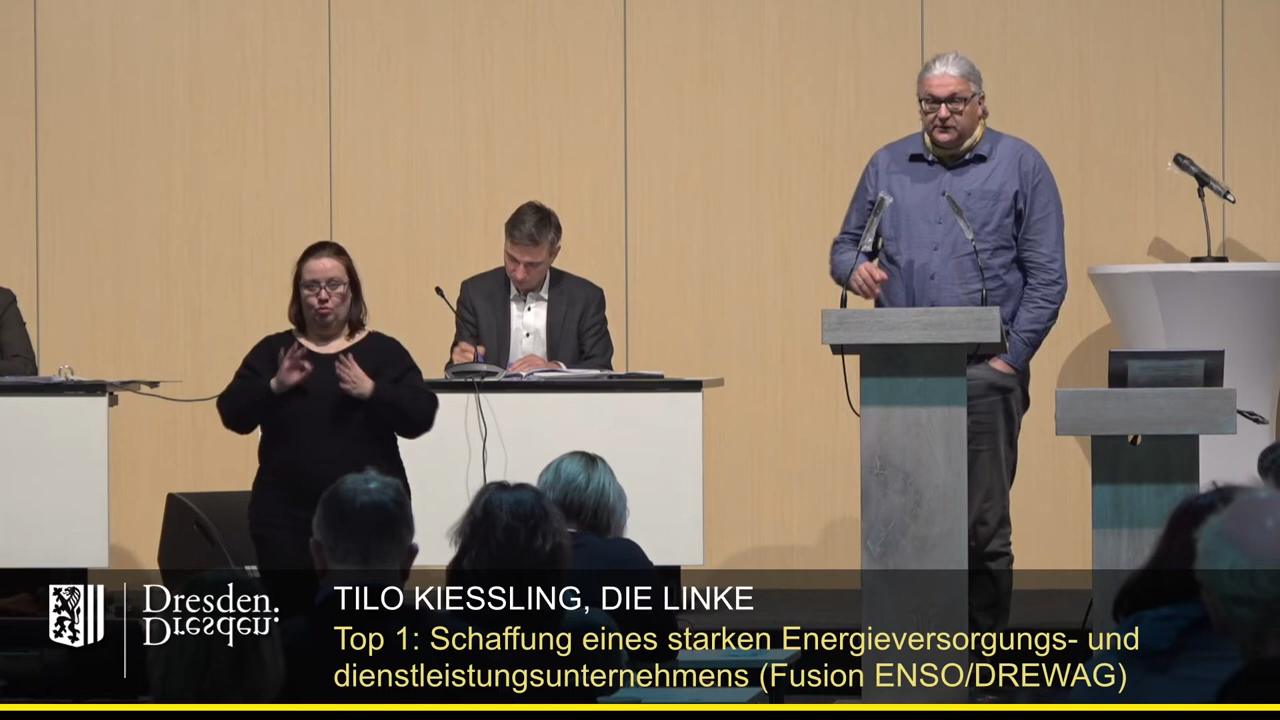 Dresden.
Dresden.
TILO KIESSLING, DIE LINKE
Top 1: Schaffung eines starken Energieversorgungs- und
dienstleistungsunternehmens (Fusion ENSO/DREWAG)